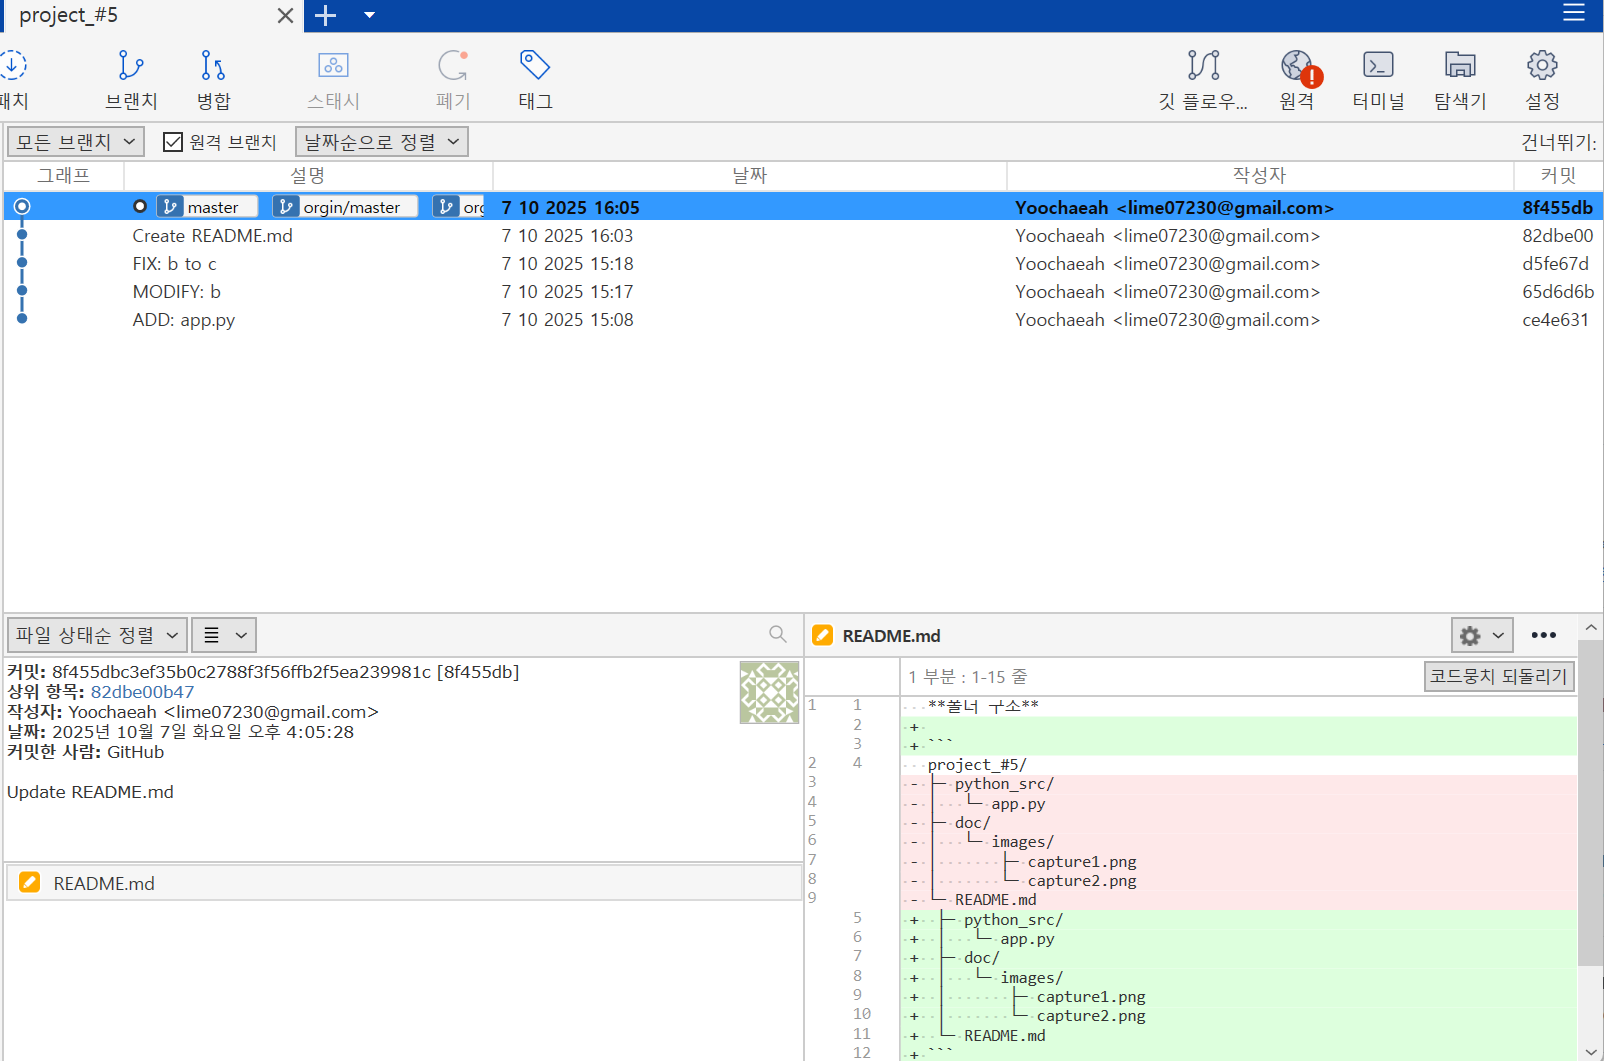 project_#5
패치 브랜치 병합 스태시 폐기 태그 깃 플로우... 원격 터미널 탐색기 설정
모든 브랜치 원격 브랜치 날짜순으로 정렬 건너뛰기:
그래프 설명 날짜 작성자 커밋
master orgin/master org 7 10 2025 16:05 Yoochaeah <lime07230@gmail.com> 8f455db
Create README.md 7 10 2025 16:03 Yoochaeah <lime07230@gmail.com> 82dbe00
FIX: b to c 7 10 2025 15:18 Yoochaeah <lime07230@gmail.com> d5fe67d
MODIFY: b 7 10 2025 15:17 Yoochaeah <lime07230@gmail.com> 65d6d6b
ADD: app.py 7 10 2025 15:08 Yoochaeah <lime07230@gmail.com> ce4e631
파일 상태순 정렬
커밋: 8f455dbc3ef35b0c2788f3f56ffb2f5ea239981c [8f455db]
상위 항목: 82dbe00b47
작성자: Yoochaeah <lime07230@gmail.com>
날짜: 2025년 10월 7일 화요일 오후 4:05:28
커밋한 사람: GitHub
Update README.md
README.md
README.md
1 부분 : 1-15 줄 코드뭉치 되돌리기
1 1 **폴더 구조**
2 +
3 + ```
2 4 project_#5/
3 - ├─ python_src/
4 - │ └─ app.py
5 - ├─ doc/
6 - │ └─ images/
7 - │ ├─ capture1.png
8 - │ └─ capture2.png
9 - └─ README.md
5 + ├─ python_src/
6 + │ └─ app.py
7 + ├─ doc/
8 + │ └─ images/
9 + │ ├─ capture1.png
10 + │ └─ capture2.png
11 + └─ README.md
12 + ```